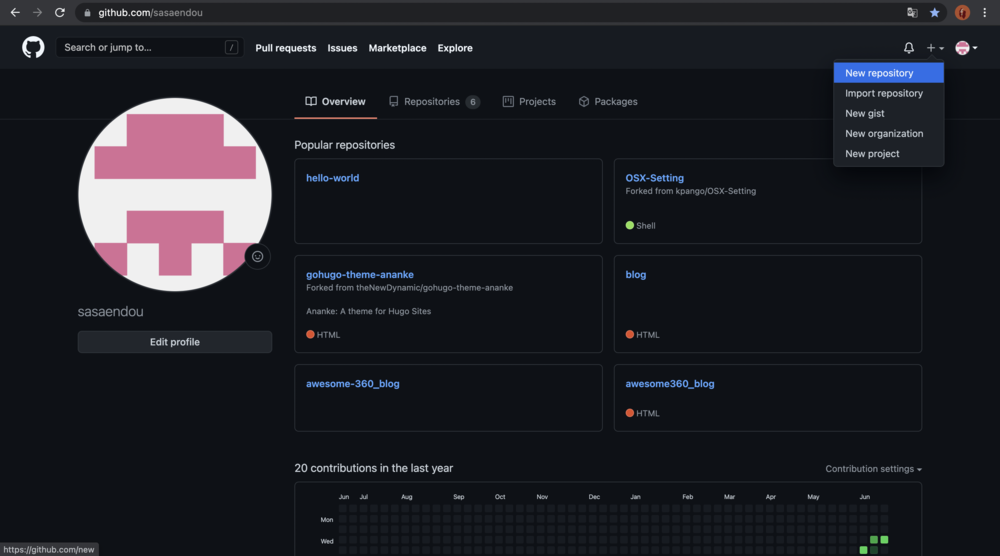 github.com/sasaendou
Search or jump to... /
Pull requests Issues Marketplace Explore
New repository
Import repository
New gist
New organization
New project
Overview Repositories 6 Projects Packages
Popular repositories
hello-world
OSX-Setting
Forked from kpango/OSX-Setting
Shell
gohugo-theme-ananke
Forked from theNewDynamic/gohugo-theme-ananke
Ananke: A theme for Hugo Sites
HTML
blog
HTML
awesome-360_blog
awesome360_blog
HTML
sasaendou
Edit profile
20 contributions in the last year
Contribution settings
Jun Jul Aug Sep Oct Nov Dec Jan Feb Mar Apr May Jun
Mon
Wed
https://github.com/new